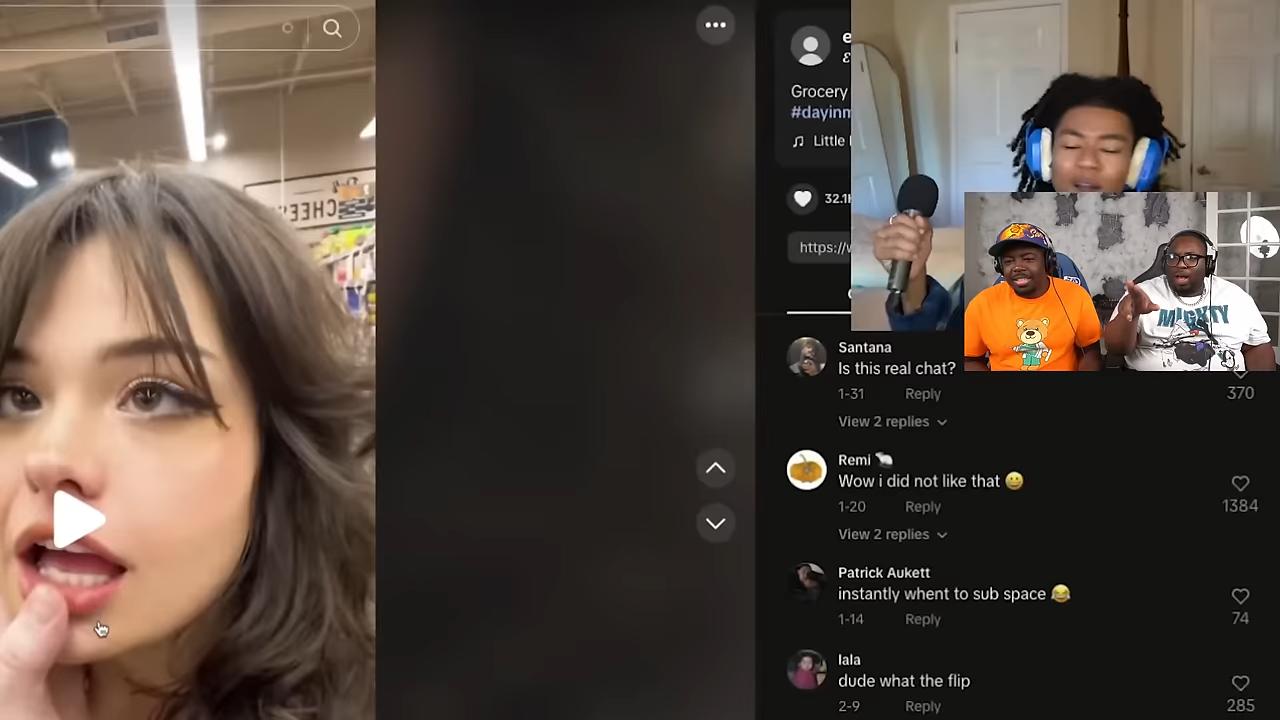 Grocery
#dayinm
Little
32.1K
https://w
Santana
Is this real chat?
1-31 Reply
370
View 2 replies
Remi 🐁
Wow i did not like that 😀
1-20 Reply
1384
View 2 replies
Patrick Aukett
instantly whent to sub space 😂
1-14 Reply
74
lala
dude what the flip
2-9 Reply
285
MIGHTY
CHEES